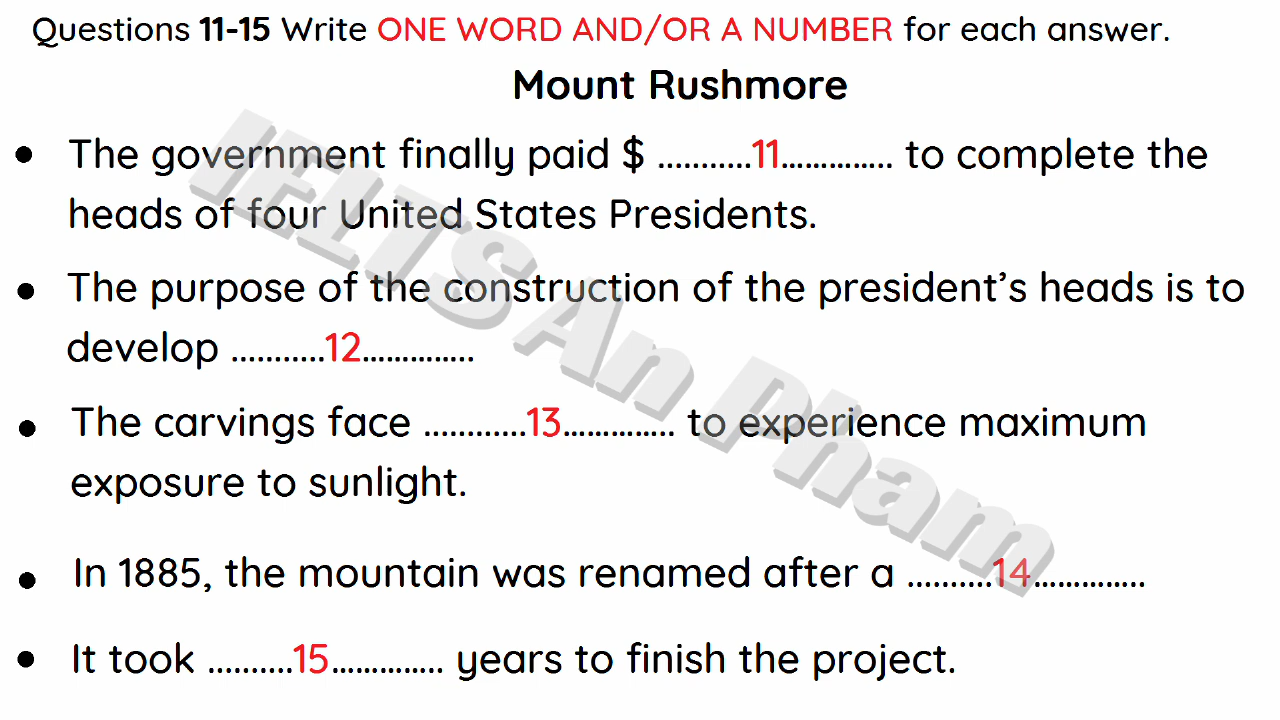 Questions 11-15 Write ONE WORD AND/OR A NUMBER for each answer.
Mount Rushmore
• The government finally paid $ ...........11.............. to complete the
heads of four United States Presidents.
• The purpose of the construction of the president’s heads is to
develop ...........12..............
• The carvings face ............13.............. to experience maximum
exposure to sunlight.
• In 1885, the mountain was renamed after a ..........14..............
• It took ..........15.............. years to finish the project.
IELTS An Pham